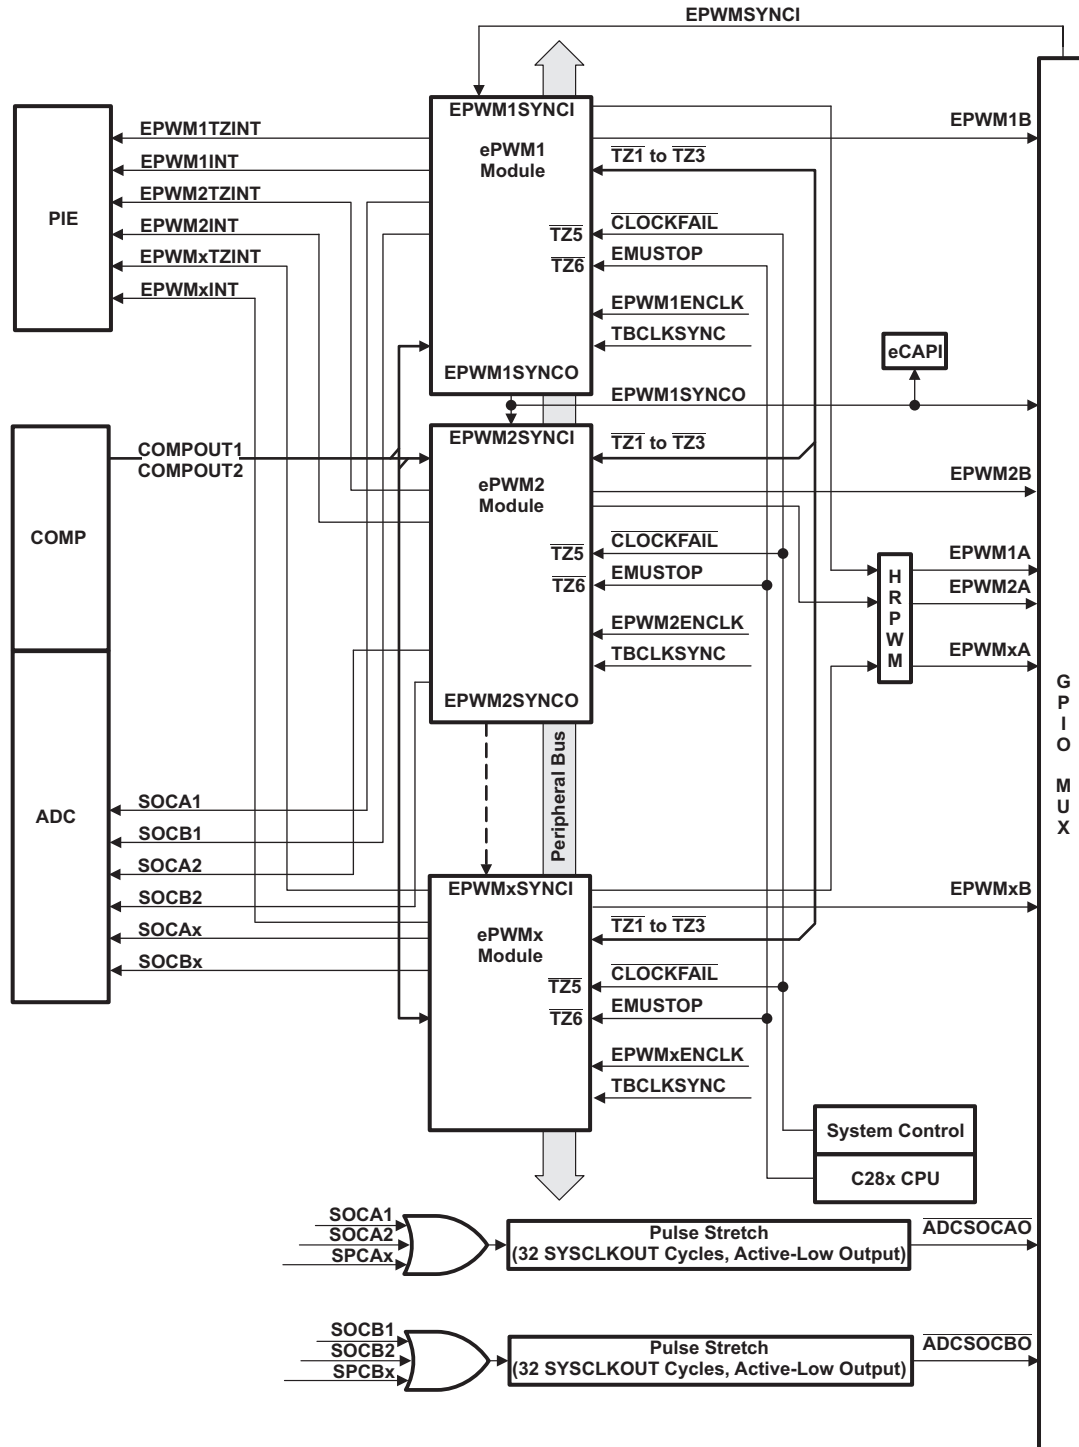 EPWMSYNCI
EPWM1SYNCI
ePWM1
Module
EPWM1TZINT
EPWM1INT
EPWM2TZINT
EPWM2INT
EPWMxTZINT
EPWMxINT
PIE
EPWM1B
TZ1 to TZ3
TZ5
CLOCKFAIL
TZ6
EMUSTOP
EPWM1ENCLK
TBCLKSYNC
EPWM1SYNCO
eCAPI
EPWM1SYNCO
EPWM2SYNCI
TZ1 to TZ3
COMPOUT1
COMPOUT2
COMP
ePWM2
Module
EPWM2B
TZ5
CLOCKFAIL
TZ6
EMUSTOP
EPWM2ENCLK
TBCLKSYNC
EPWM2SYNCO
HRPWM
EPWM1A
EPWM2A
EPWMxA
GPIO MUX
Peripheral Bus
ADC
SOCA1
SOCB1
SOCA2
SOCB2
SOCAx
SOCBx
EPWMxSYNCI
ePWMx
Module
EPWMxB
TZ1 to TZ3
TZ5
CLOCKFAIL
TZ6
EMUSTOP
EPWMxENCLK
TBCLKSYNC
System Control
C28x CPU
SOCA1
SOCA2
SPCAx
Pulse Stretch
(32 SYSCLKOUT Cycles, Active-Low Output)
ADCSOCAO
SOCB1
SOCB2
SPCBx
Pulse Stretch
(32 SYSCLKOUT Cycles, Active-Low Output)
ADCSOCBO